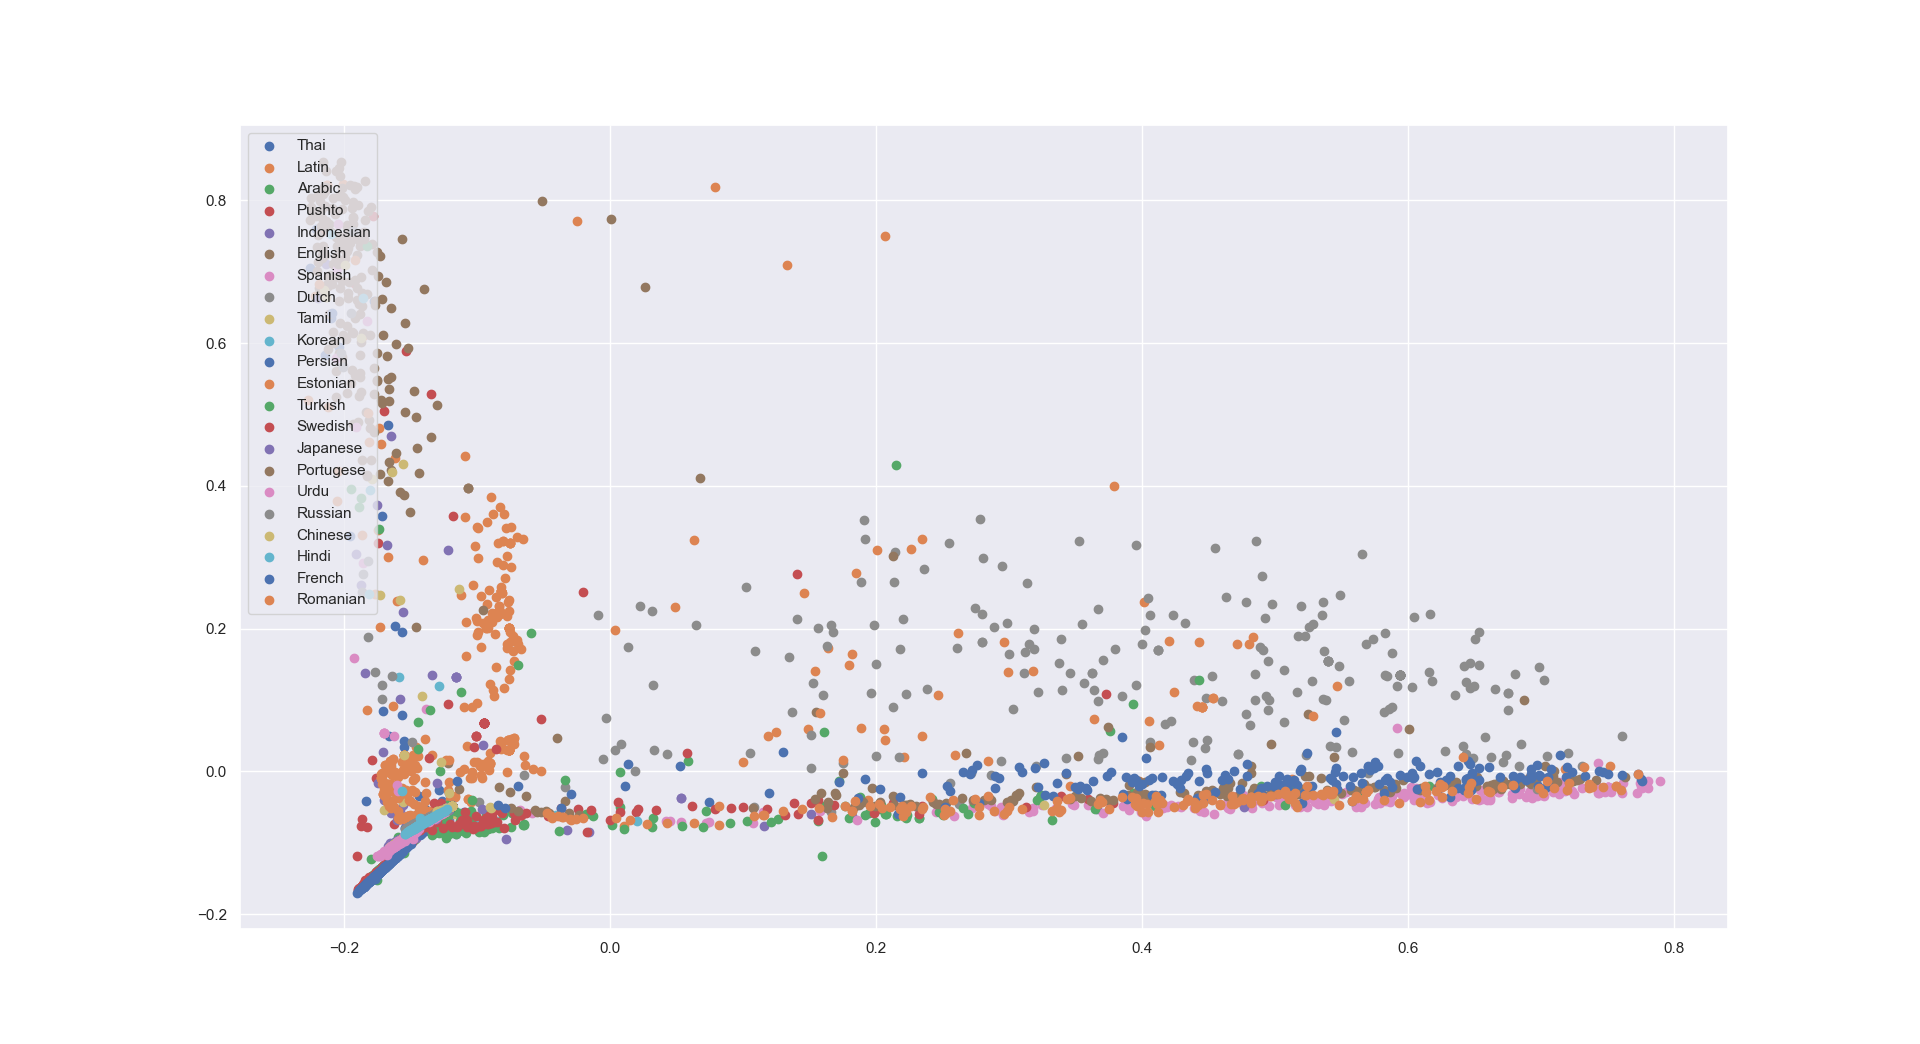 Thai
Latin
Arabic
Pushto
Indonesian
English
Spanish
Dutch
Tamil
Korean
Persian
Estonian
Turkish
Swedish
Japanese
Portugese
Urdu
Russian
Chinese
Hindi
French
Romanian
0.8
0.6
0.4
0.2
0.0
−0.2
−0.2 0.0 0.2 0.4 0.6 0.8